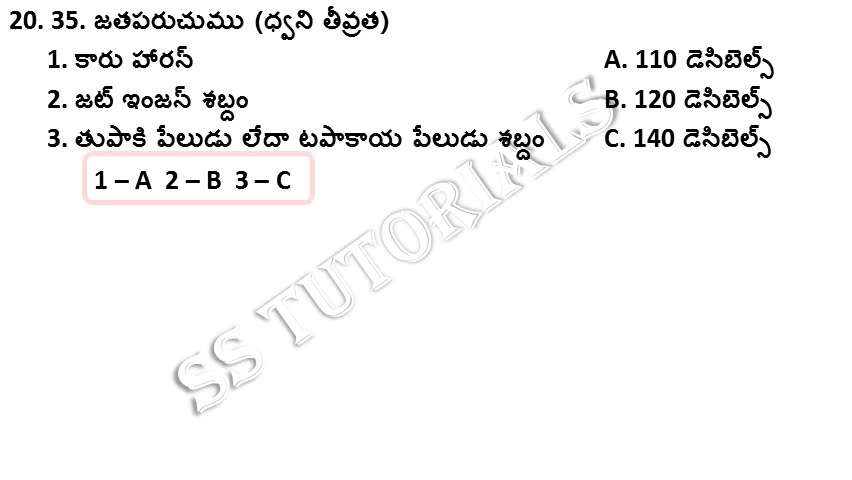 20. 35. జతపరుచుము (ధ్వని తీవ్రత)
1. కారు హారన్ A. 110 డెసిబెల్స్
2. జట్ ఇంజన్ శబ్దం B. 120 డెసిబెల్స్
3. తుపాకి పేలుడు లేదా టపాకాయ పేలుడు శబ్దం C. 140 డెసిబెల్స్
1 – A 2 – B 3 – C
SS TUTORIALS